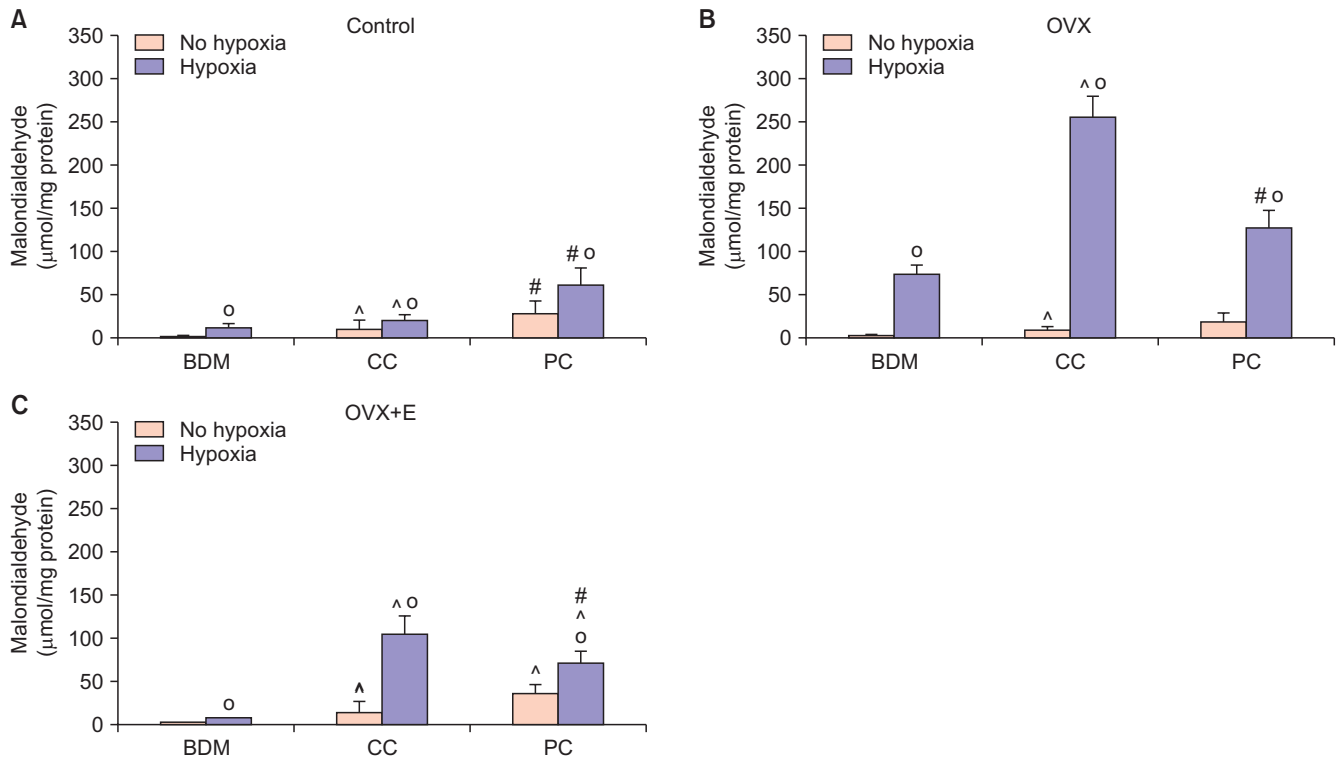 A
Control
No hypoxia
Hypoxia
Malondialdehyde
(μmol/mg protein)
350
300
250
200
150
100
50
0
o
^
^ o
#
# o
BDM CC PC
B
OVX
No hypoxia
Hypoxia
Malondialdehyde
(μmol/mg protein)
350
300
250
200
150
100
50
0
o
^
^ o
# o
BDM CC PC
C
OVX+E
No hypoxia
Hypoxia
Malondialdehyde
(μmol/mg protein)
350
300
250
200
150
100
50
0
o
^
^ o
^
#
^
o
BDM CC PC